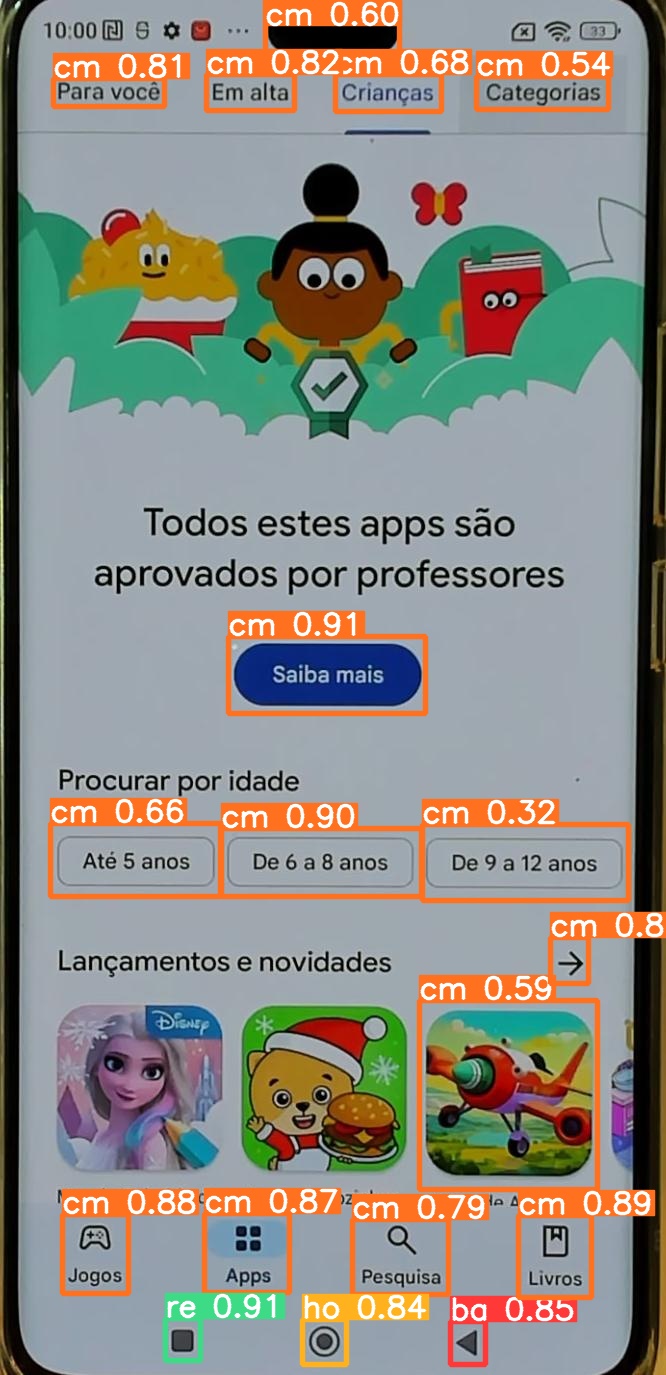 cm 0.60
10:00 33
cm 0.81 cm 0.82 cm 0.68 cm 0.54
Para você Em alta Crianças Categorias
Todos estes apps são
aprovados por professores
cm 0.91
Saiba mais
Procurar por idade
cm 0.66 cm 0.90 cm 0.32
Até 5 anos De 6 a 8 anos De 9 a 12 anos
cm 0.8
Lançamentos e novidades
cm 0.59
Disney
cm 0.88 cm 0.87 cm 0.79 cm 0.89
Jogos Apps Pesquisa Livros
re 0.91 ho 0.84 ba 0.85